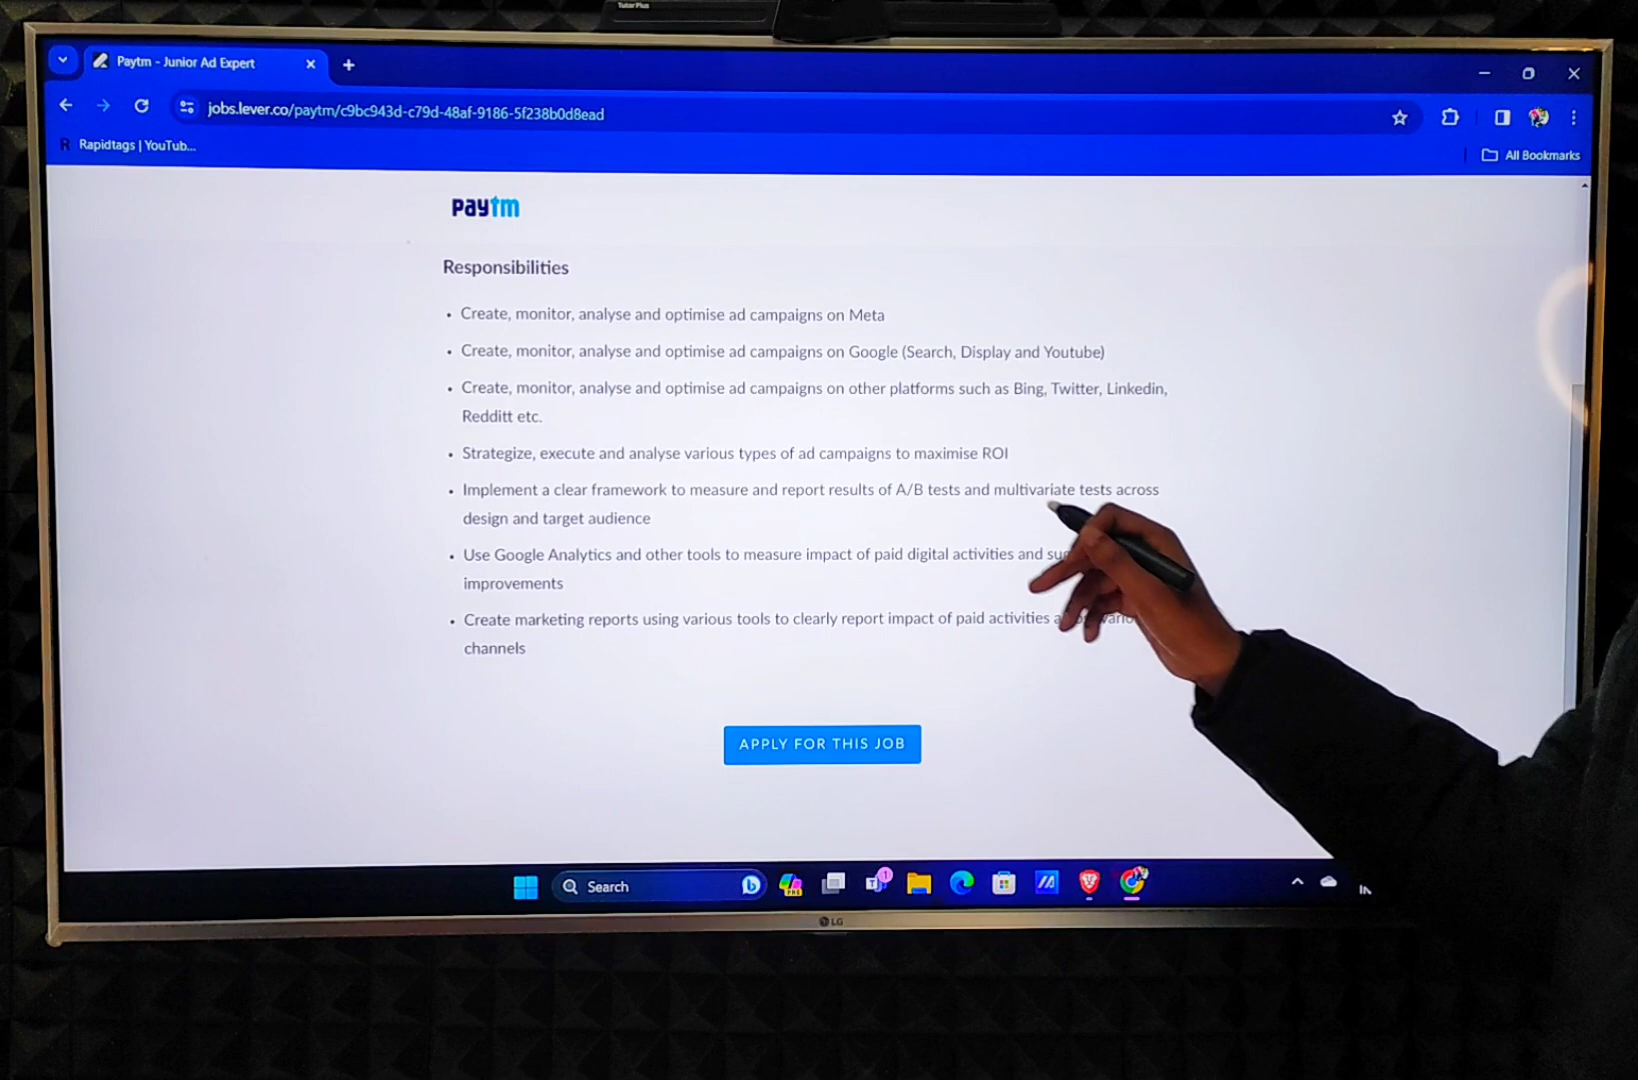 Tutor Plus
Paytm - Junior Ad Expert
jobs.lever.co/paytm/c9bc943d-c79d-48af-9186-5f238b0d8ead
R Rapidtags | YouTub...
All Bookmarks
paytm
Responsibilities
• Create, monitor, analyse and optimise ad campaigns on Meta
• Create, monitor, analyse and optimise ad campaigns on Google (Search, Display and Youtube)
• Create, monitor, analyse and optimise ad campaigns on other platforms such as Bing, Twitter, Linkedin,
Redditt etc.
• Strategize, execute and analyse various types of ad campaigns to maximise ROI
• Implement a clear framework to measure and report results of A/B tests and multivariate tests across
design and target audience
• Use Google Analytics and other tools to measure impact of paid digital activities and
improvements
• Create marketing reports using various tools to clearly report impact of paid activities
channels
APPLY FOR THIS JOB
Search
PRE
1
LG